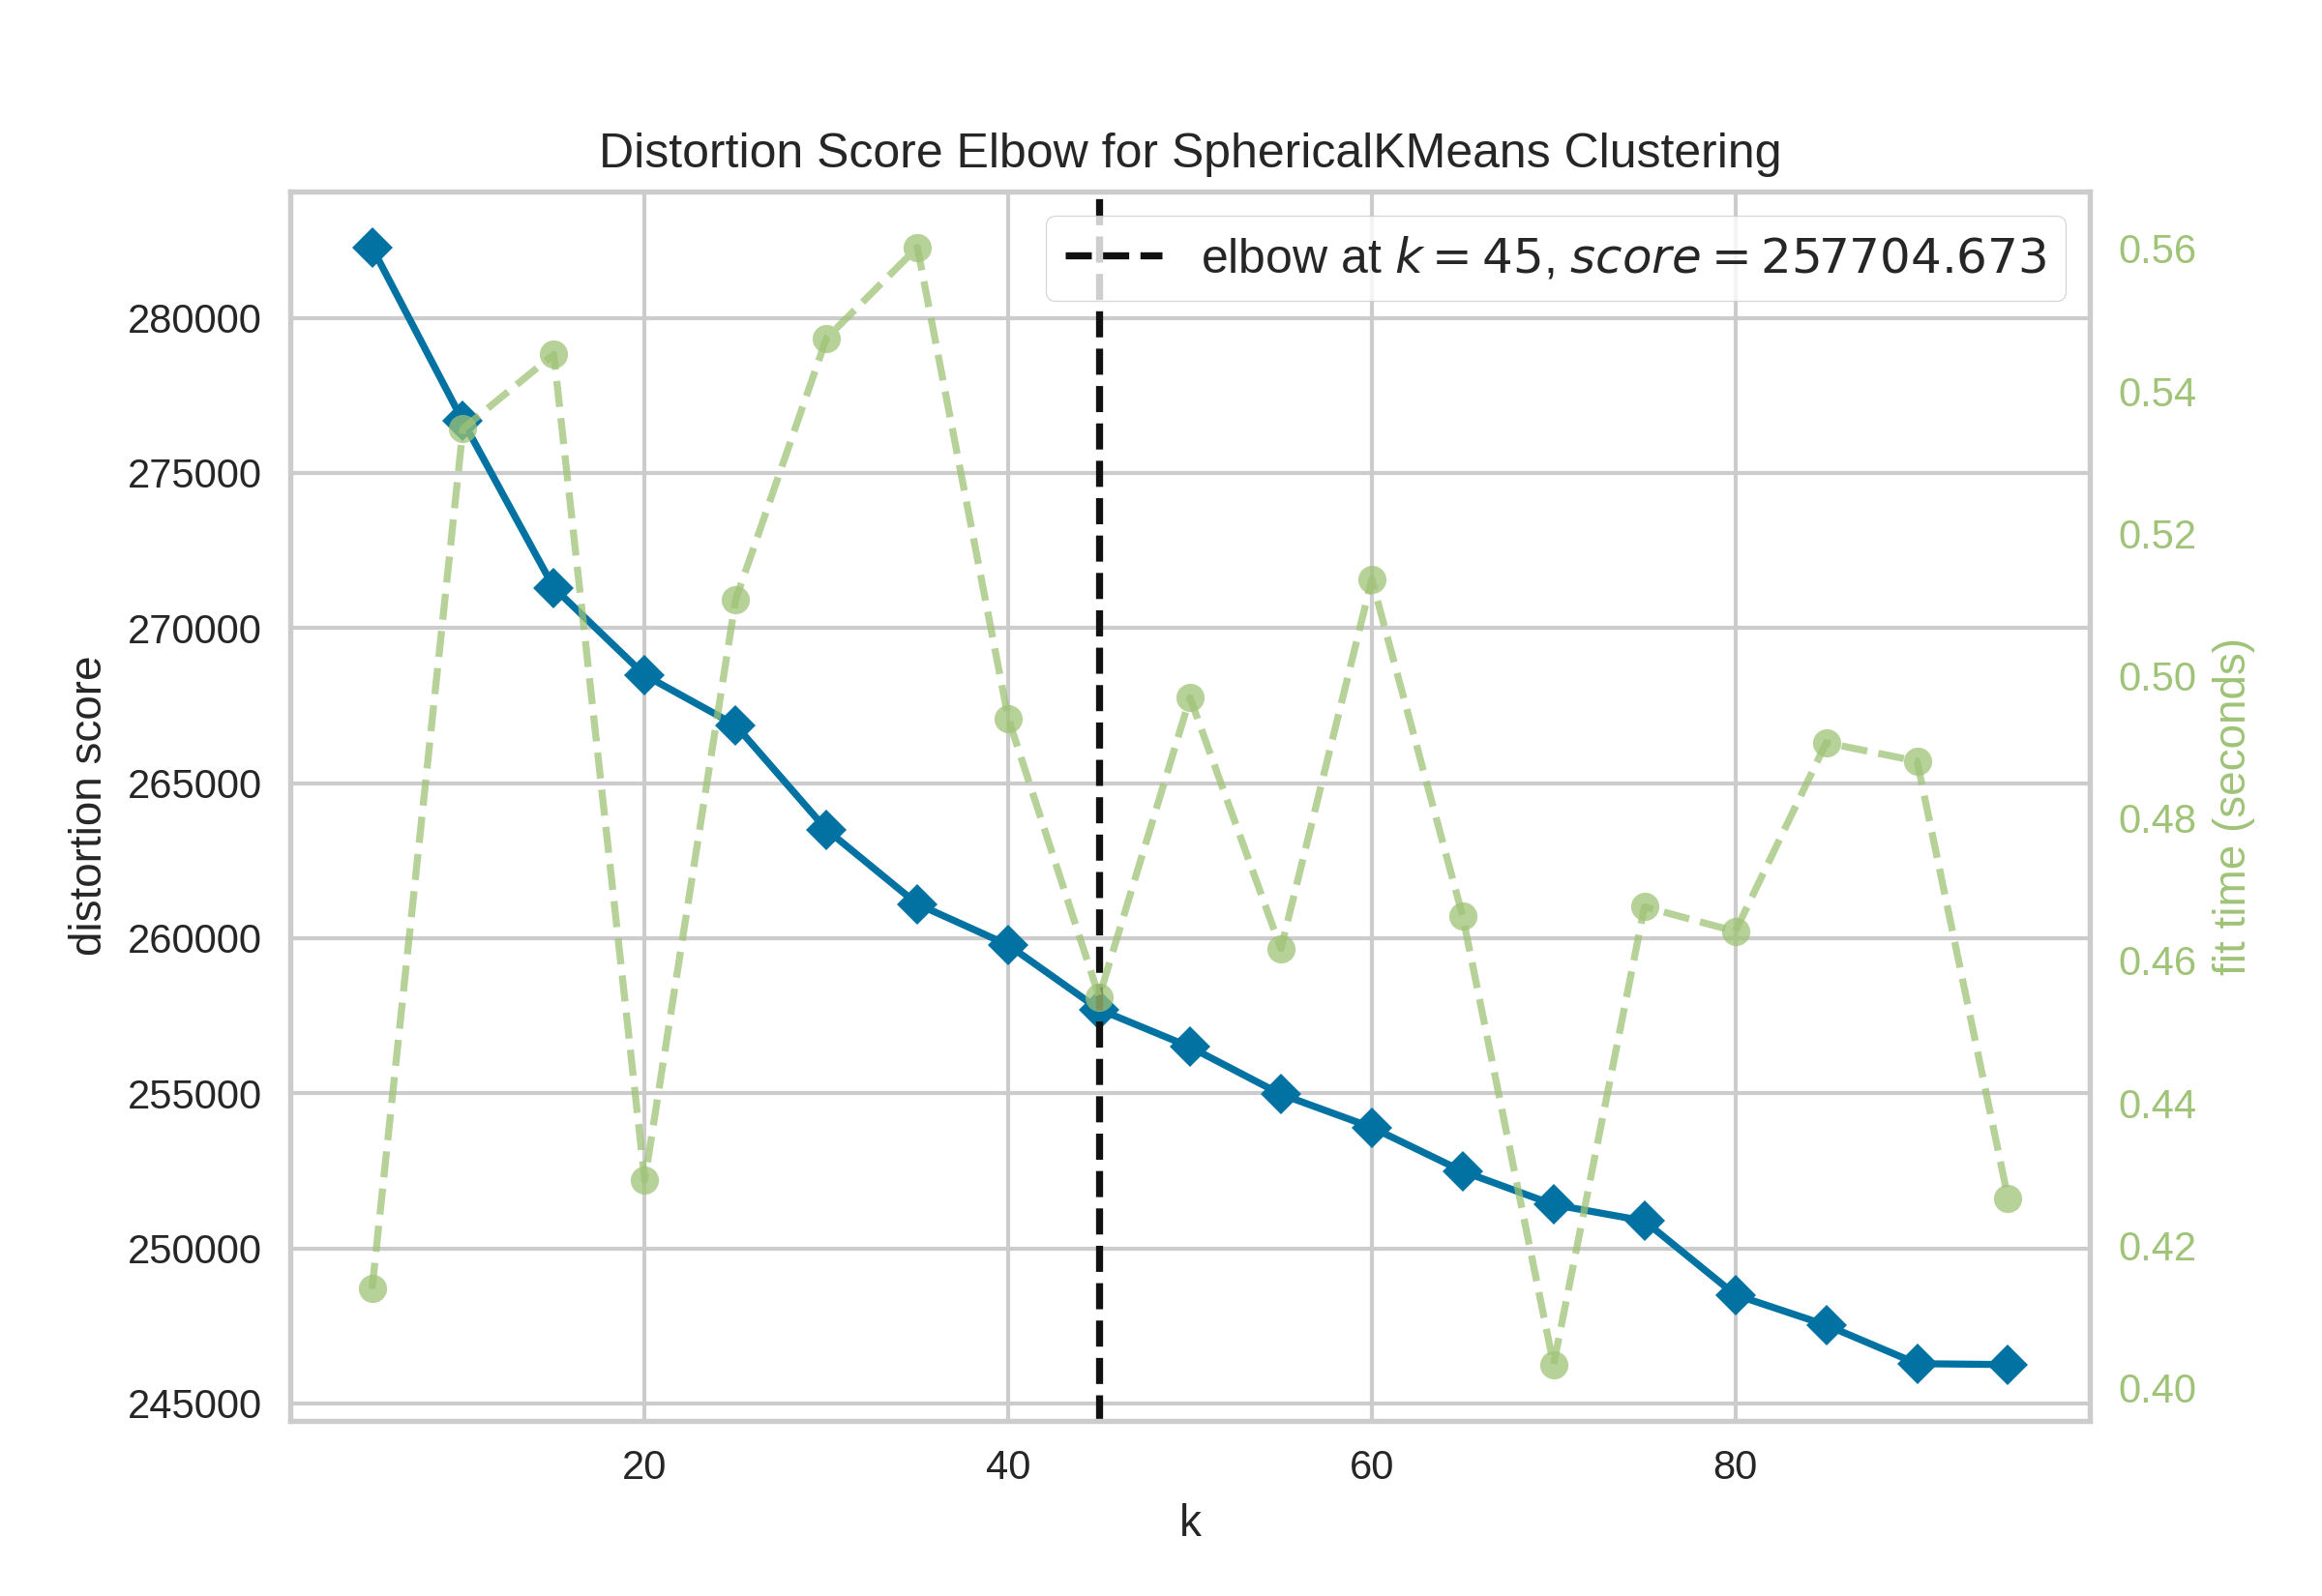 Distortion Score Elbow for SphericalKMeans Clustering
elbow at k = 45, score = 257704.673
distortion score
280000
275000
270000
265000
260000
255000
250000
245000
0.56
0.54
0.52
0.50
0.48
0.46
0.44
0.42
0.40
fit time (seconds)
20 40 60 80
k